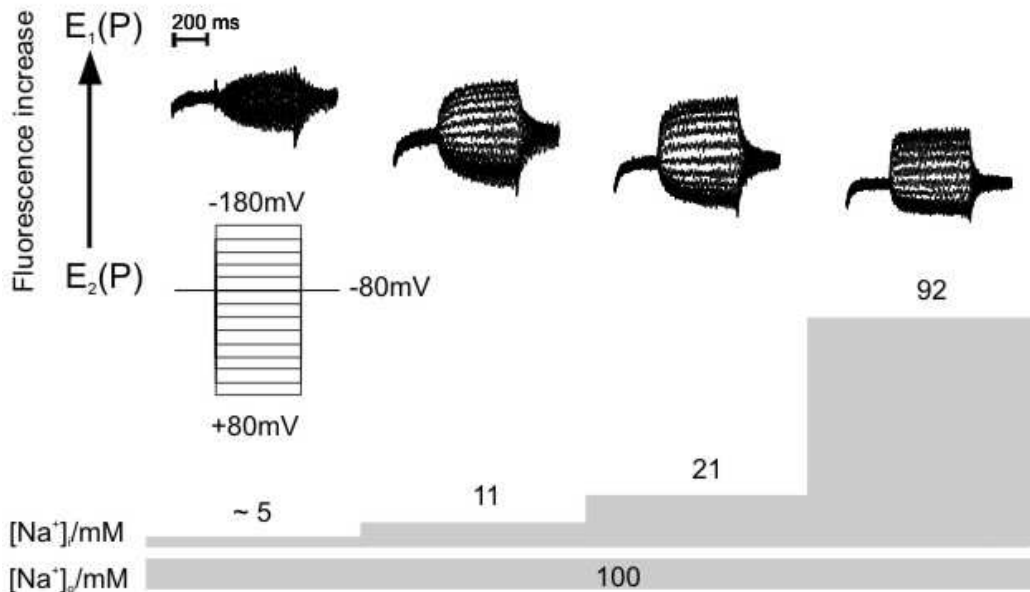 Fluorescence increase
E₁(P)
E₂(P)
200 ms
-180mV
-80mV
+80mV
~ 5
11
21
92
[Na⁺]ᵢ/mM
[Na⁺]ₒ/mM
100